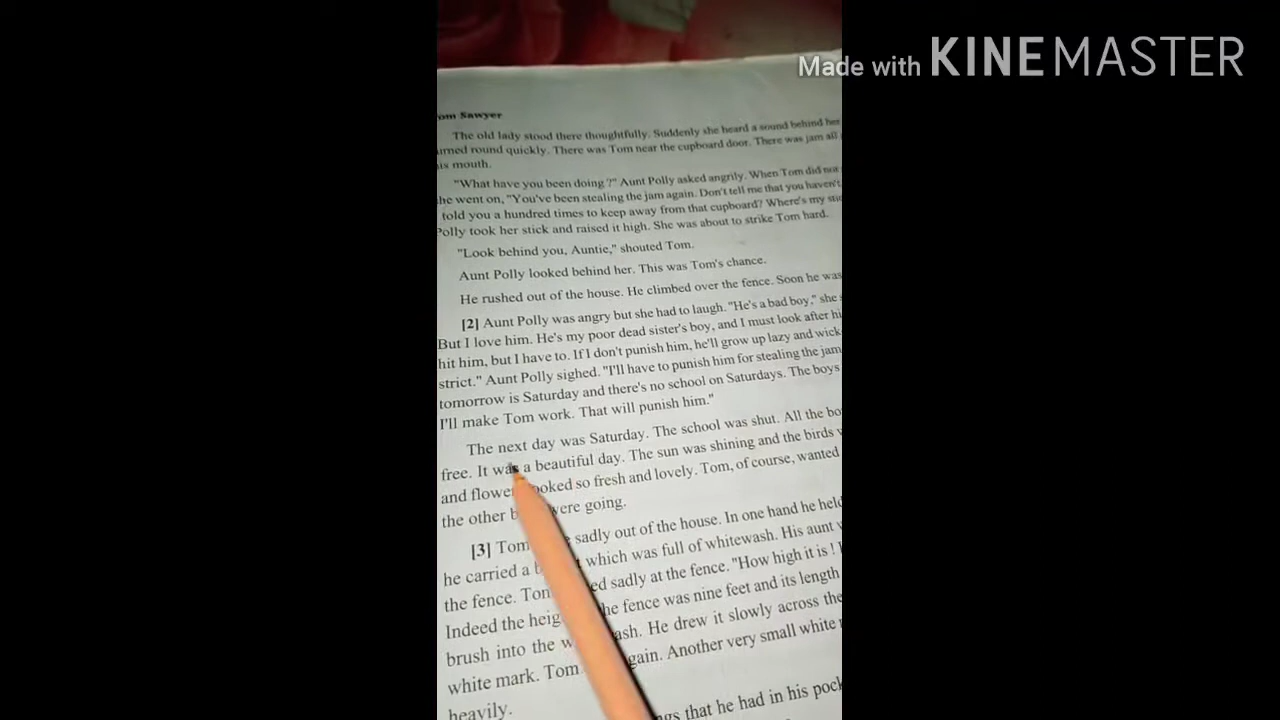 Made with KINEMASTER
om Sawyer
The old lady stood there thoughtfully. Suddenly she heard a sound behind her
urned round quickly. There was Tom near the cupboard door. There was jam all
is mouth.
"What have you been doing ?" Aunt Polly asked angrily. When Tom did not
he went on, "You've been stealing the jam again. Don't tell me that you haven't.
told you a hundred times to keep away from that cupboard? Where's my
Polly took her stick and raised it high. She was about to strike Tom hard.
"Look behind you, Auntie," shouted Tom.
Aunt Polly looked behind her. This was Tom's chance.
He rushed out of the house. He climbed over the fence. Soon he was
[2] Aunt Polly was angry but she had to laugh. "He's a bad boy," she
But I love him. He's my poor dead sister's boy, and I must look after
hit him, but I have to. If I don't punish him, he'll grow up lazy and
strict." Aunt Polly sighed. "I'll have to punish him for stealing the jam
tomorrow is Saturday and there's no school on Saturdays. The boys
I'll make Tom work. That will punish him."
The next day was Saturday. The school was shut. All the
free. It was a beautiful day. The sun was shining and the birds
and flower ooked so fresh and lovely. Tom, of course, wanted
the other were going.
[3] Tom sadly out of the house. In one hand he held
he carried a which was full of whitewash. His aunt
the fence. Tom ed sadly at the fence. "How high it is !
Indeed the heig he fence was nine feet and its length
brush into the w ash. He drew it slowly across the
white mark. Tom gain. Another very small white
heavily.
ngs that he had in his